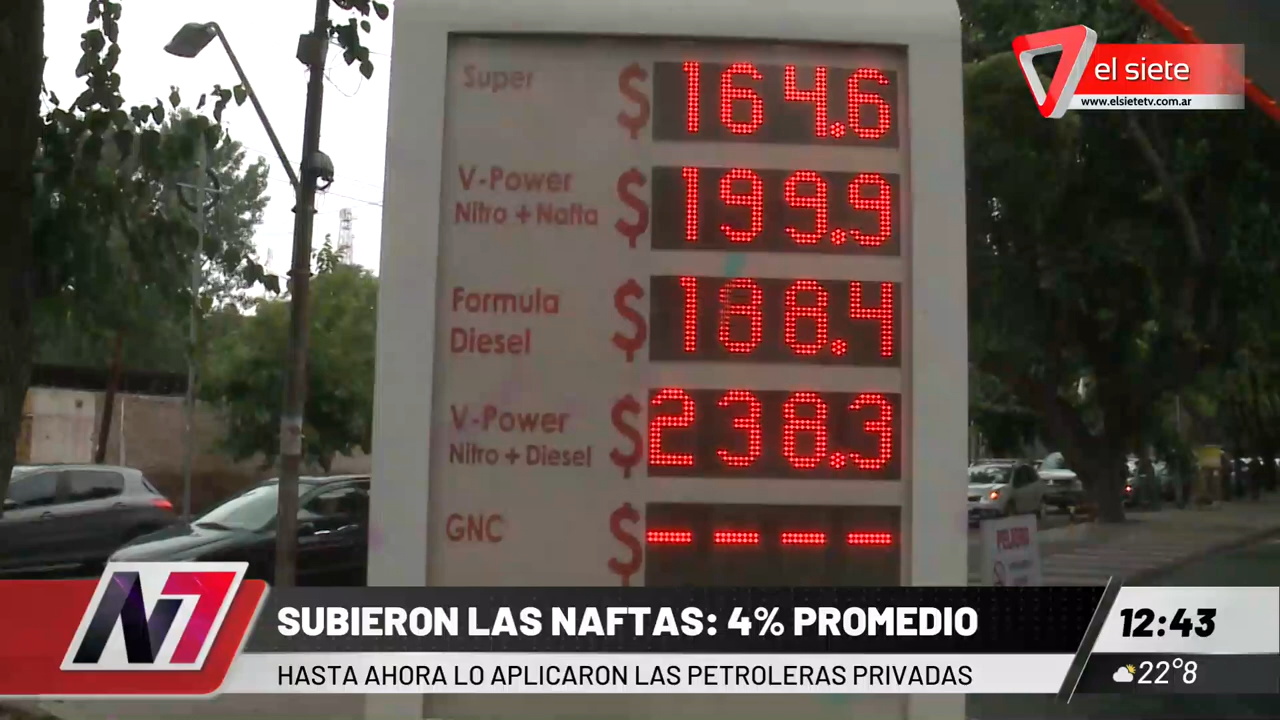 Super $ 164.6
V-Power
Nitro + Nafta $ 199.9
Formula
Diesel $ 188.4
V-Power
Nitro + Diesel $ 238.3
GNC $ ----
el siete
www.elsietetv.com.ar
PELIGRO
N7
SUBIERON LAS NAFTAS: 4% PROMEDIO
HASTA AHORA LO APLICARON LAS PETROLERAS PRIVADAS
12:43
22°8